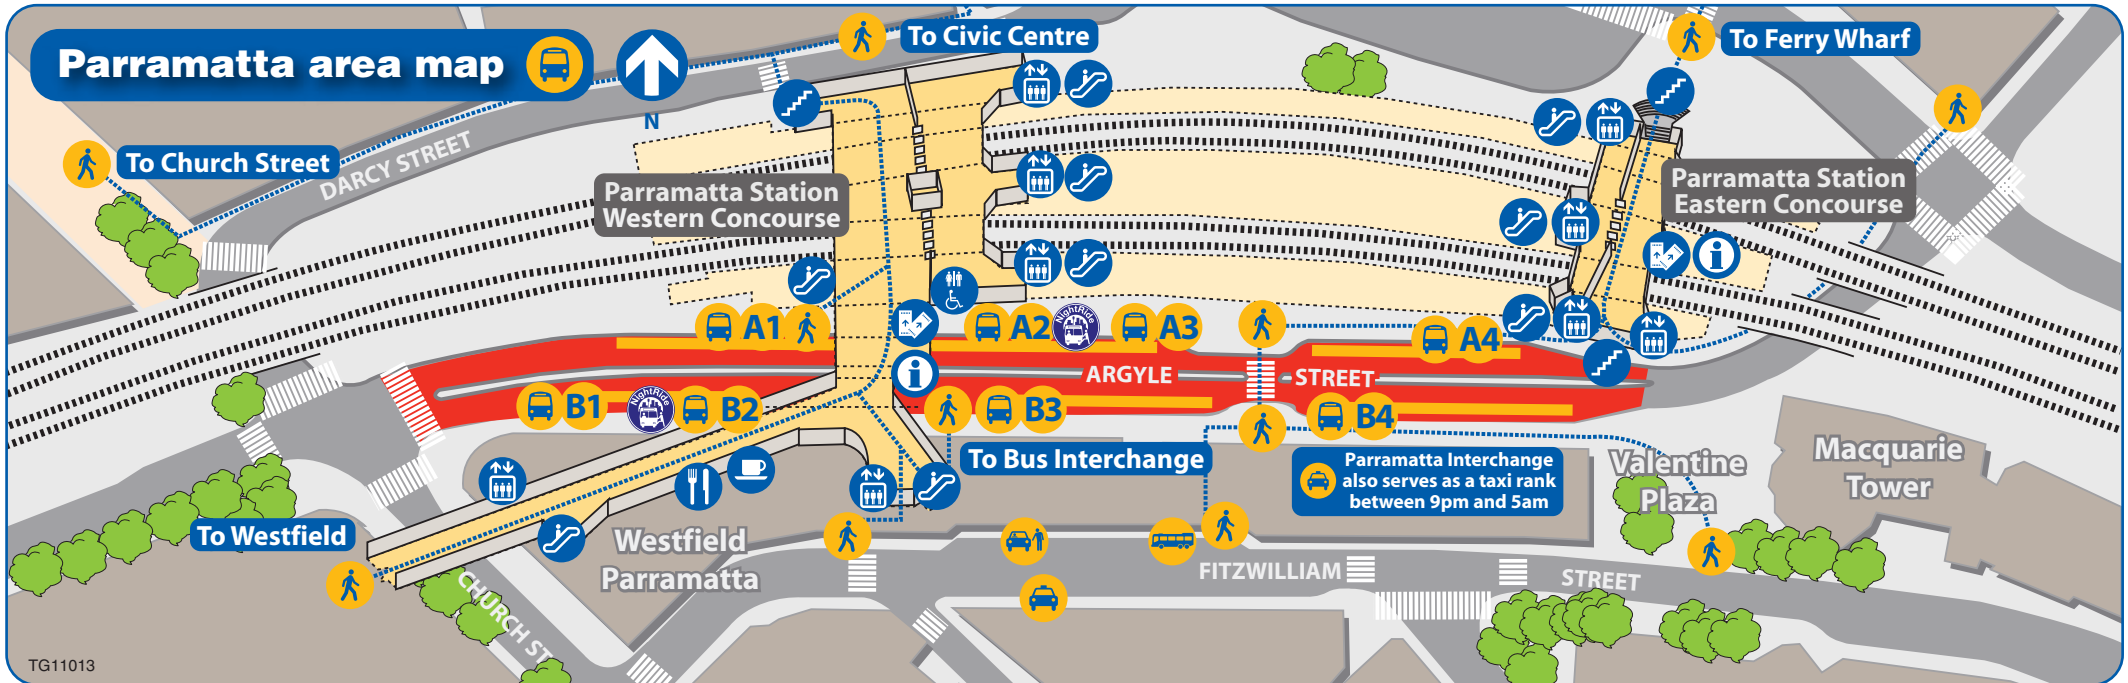 Parramatta area map
N
To Civic Centre
To Ferry Wharf
To Church Street
DARCY STREET
Parramatta Station
Western Concourse
Parramatta Station
Eastern Concourse
A1
A2
NightRide
A3
A4
ARGYLE STREET
B1
NightRide
B2
B3
B4
To Bus Interchange
Parramatta Interchange
also serves as a taxi rank
between 9pm and 5am
Valentine
Plaza
Macquarie
Tower
To Westfield
Westfield
Parramatta
CHURCH ST
FITZWILLIAM STREET
TG11013